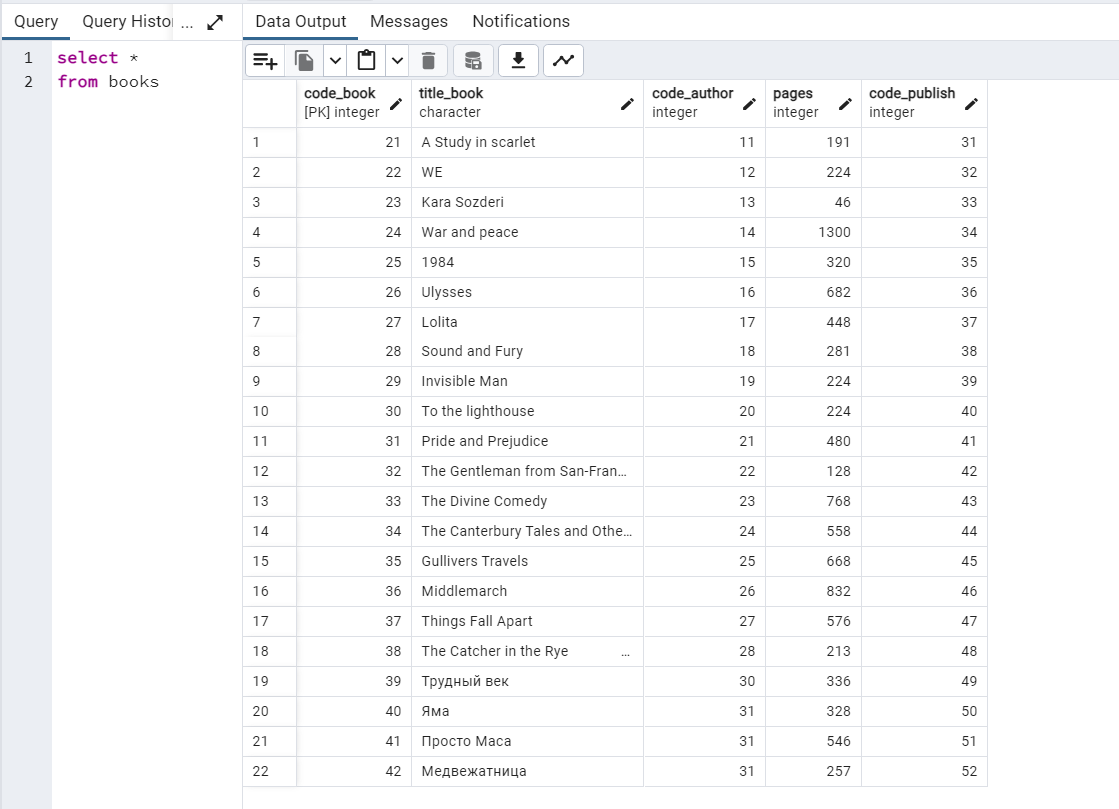 Query Query Histo ... Data Output Messages Notifications
1 select *
2 from books
code_book title_book code_author pages code_publish
[PK] integer character integer integer integer
1 21 A Study in scarlet 11 191 31
2 22 WE 12 224 32
3 23 Kara Sozderi 13 46 33
4 24 War and peace 14 1300 34
5 25 1984 15 320 35
6 26 Ulysses 16 682 36
7 27 Lolita 17 448 37
8 28 Sound and Fury 18 281 38
9 29 Invisible Man 19 224 39
10 30 To the lighthouse 20 224 40
11 31 Pride and Prejudice 21 480 41
12 32 The Gentleman from San-Fran... 22 128 42
13 33 The Divine Comedy 23 768 43
14 34 The Canterbury Tales and Othe... 24 558 44
15 35 Gullivers Travels 25 668 45
16 36 Middlemarch 26 832 46
17 37 Things Fall Apart 27 576 47
18 38 The Catcher in the Rye ... 28 213 48
19 39 Трудный век 30 336 49
20 40 Яма 31 328 50
21 41 Просто Маса 31 546 51
22 42 Медвежатница 31 257 52